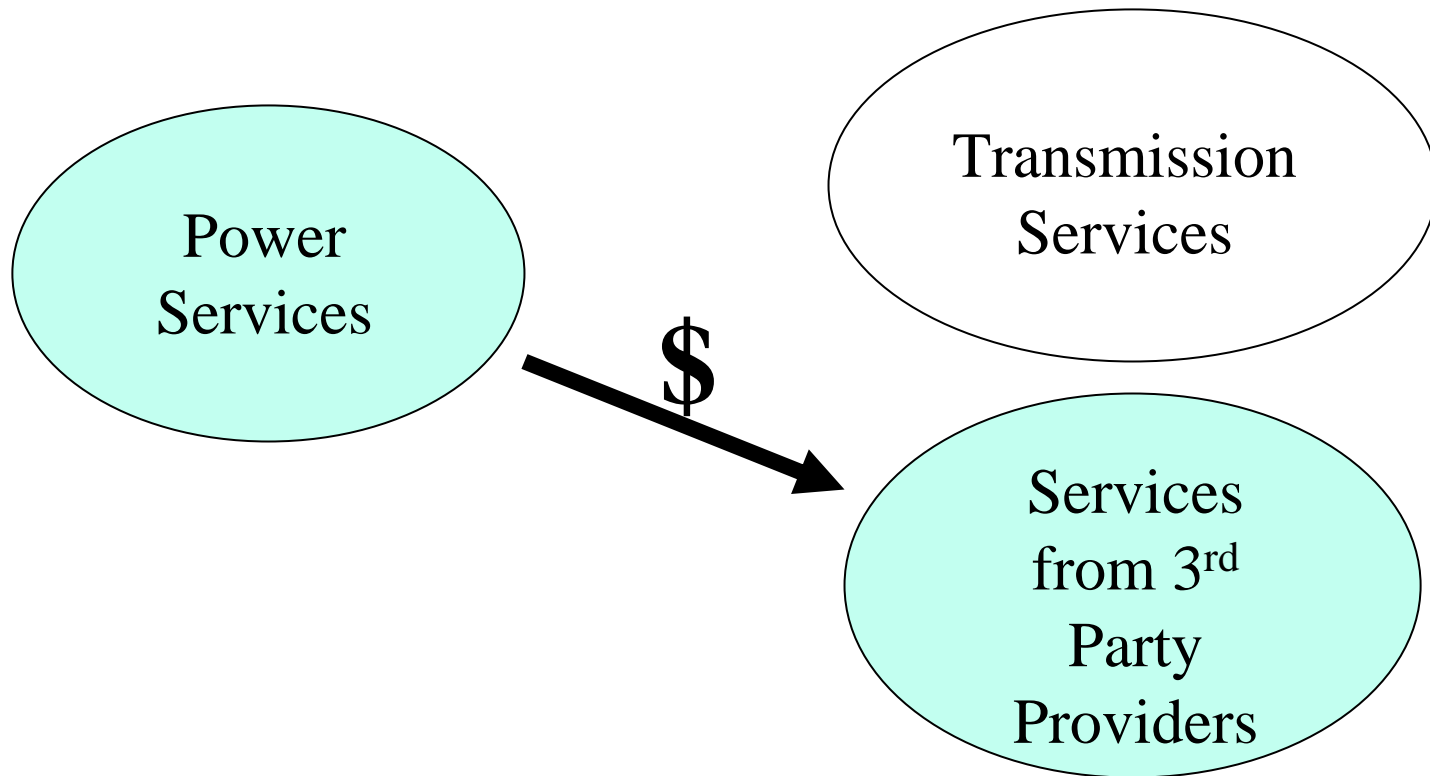 Power
Services
Transmission
Services
$
Services
from 3rd
Party
Providers